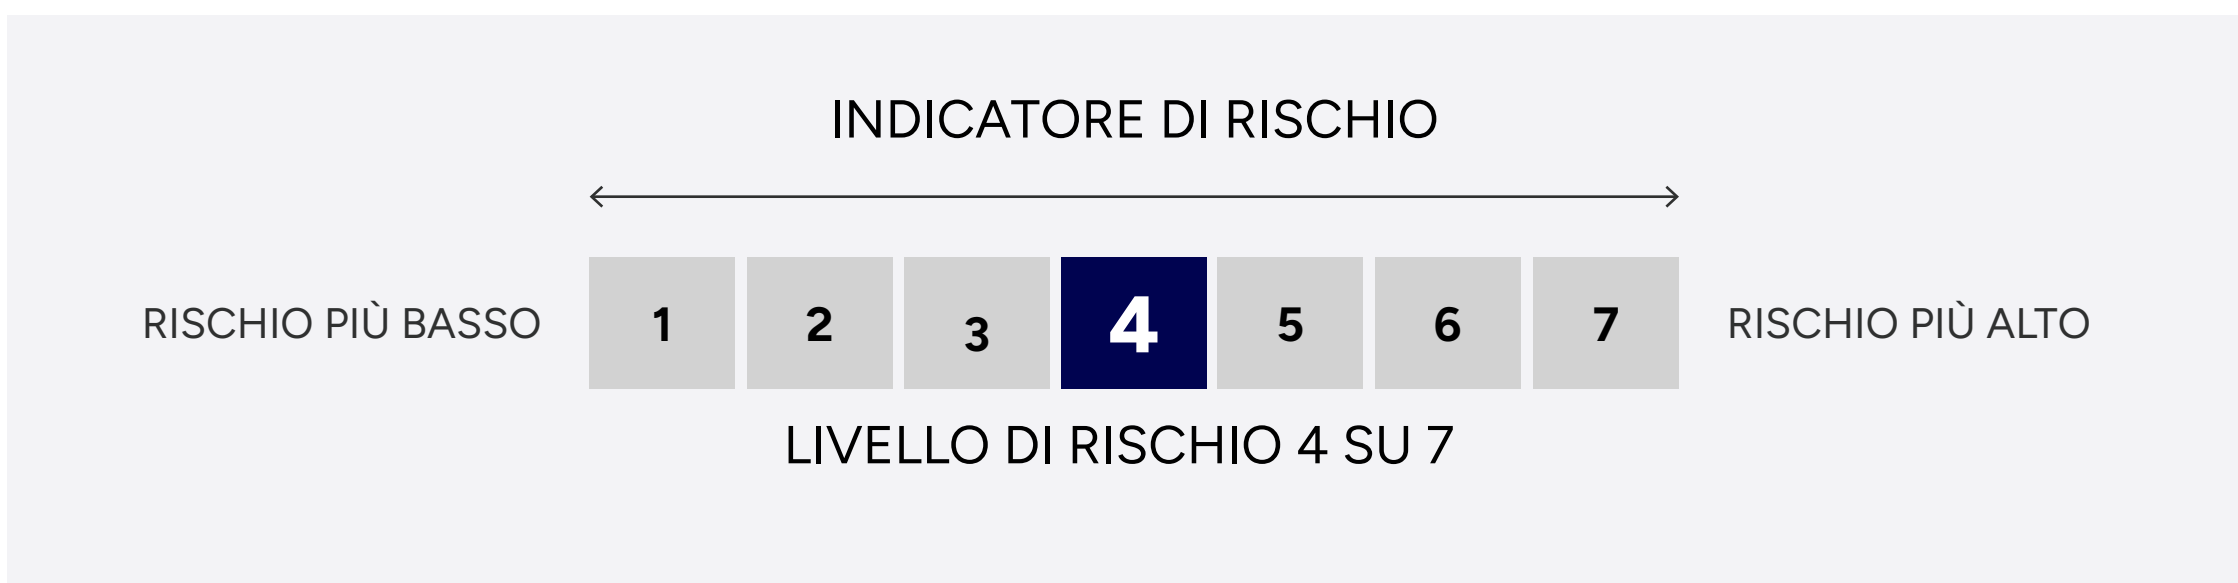 INDICATORE DI RISCHIO
RISCHIO PIÙ BASSO 1 2 3 4 5 6 7 RISCHIO PIÙ ALTO
LIVELLO DI RISCHIO 4 SU 7